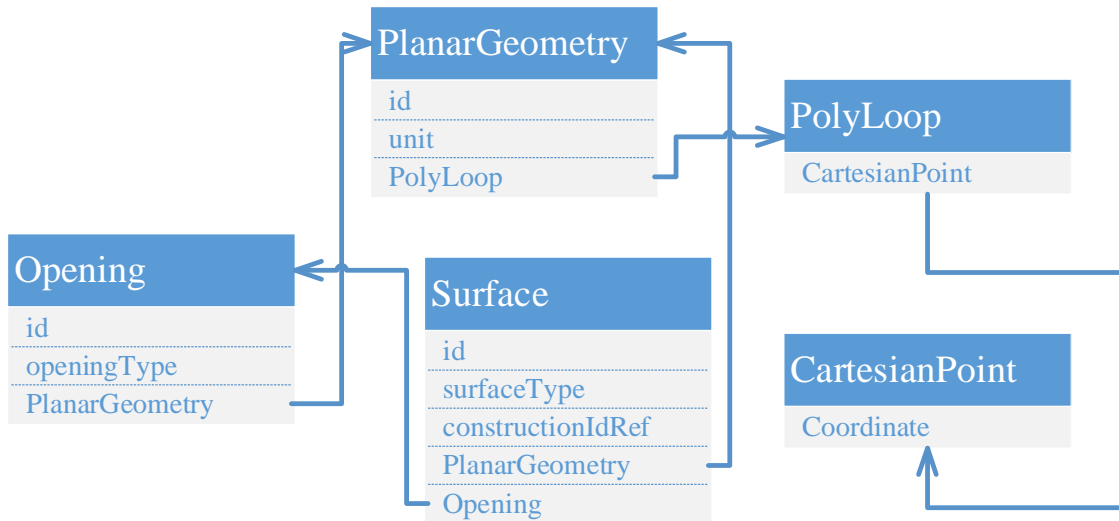 PlanarGeometry
id
unit
PolyLoop
PolyLoop
CartesianPoint
Opening
id
openingType
PlanarGeometry
Surface
id
surfaceType
constructionIdRef
PlanarGeometry
Opening
CartesianPoint
Coordinate